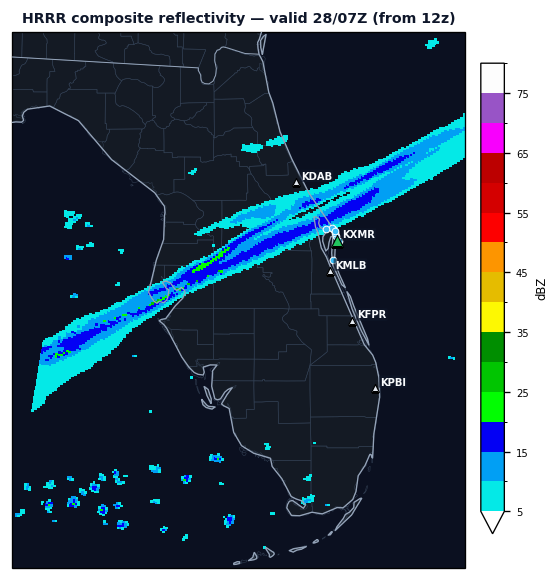 HRRR composite reflectivity — valid 28/07Z (from 12z)
75
65
55
45
35
25
15
5
dBZ
KDAB
KXMR
KMLB
KFPR
KPBI